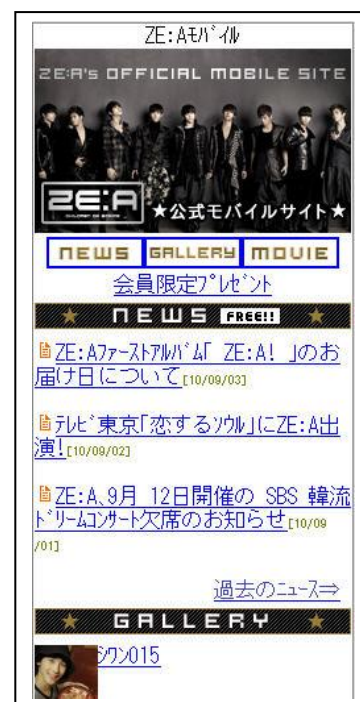 ZE:Aﾓﾊﾞｲﾙ
ZE:A's OFFICIAL MOBILE SITE
ZE:A
CHILDREN OF EMPIRE
★公式モバイルサイト★
NEWS GALLERY MOVIE
会員限定ﾌﾟﾚｾﾞﾝﾄ
★ NEWS FREE!! ★
ZE:Aﾌｧｰｽﾄｱﾙﾊﾞﾑ｢ ZE:A! ｣のお
届け日について[10/09/03]
ﾃﾚﾋﾞ東京｢恋するｿｳﾙ｣にZE:A出
演![10/09/02]
ZE:A､9月 12日開催の SBS 韓流
ﾄﾞﾘｰﾑｺﾝｻｰﾄ欠席のお知らせ[10/09
/01]
過去のﾆｭｰｽ⇒
★ GALLERY ★
ｼﾜﾝ015